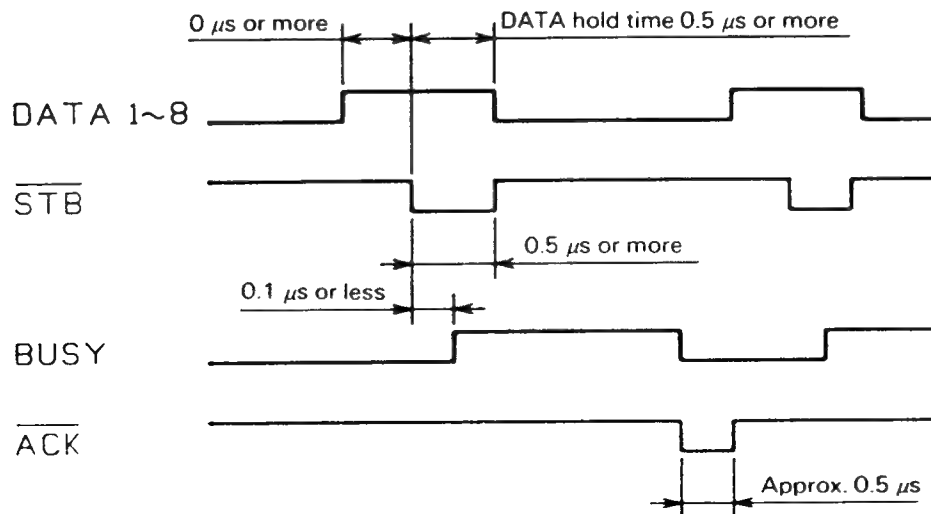 0 μs or more
DATA hold time 0.5 μs or more
DATA 1~8
STB
0.5 μs or more
0.1 μs or less
BUSY
ACK
Approx. 0.5 μs